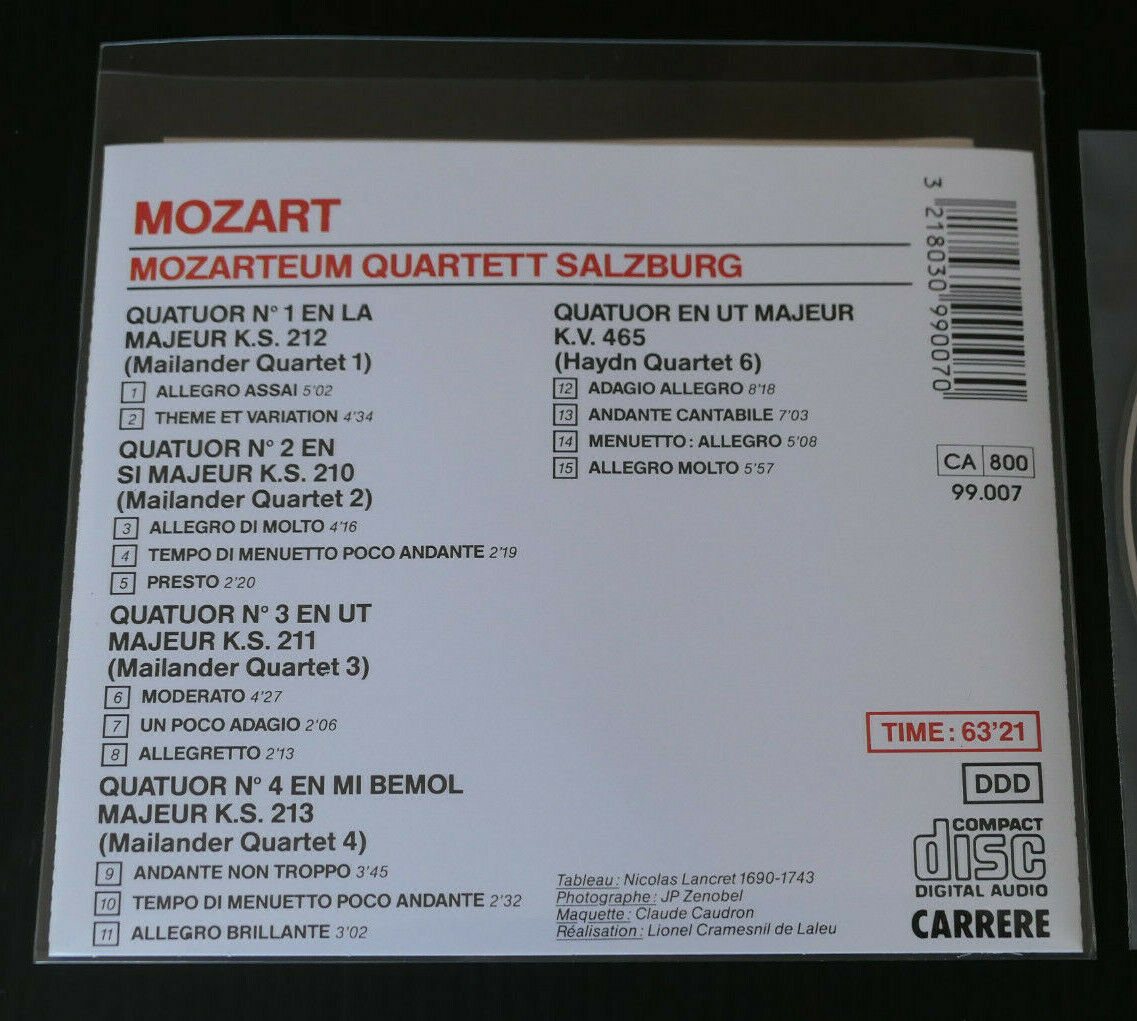 MOZART
MOZARTEUM QUARTETT SALZBURG
QUATUOR N° 1 EN LA
MAJEUR K.S. 212
(Mailander Quartet 1)
1 ALLEGRO ASSAI 5'02
2 THEME ET VARIATION 4'34
QUATUOR N° 2 EN
SI MAJEUR K.S. 210
(Mailander Quartet 2)
3 ALLEGRO DI MOLTO 4'16
4 TEMPO DI MENUETTO POCO ANDANTE 2'19
5 PRESTO 2'20
QUATUOR N° 3 EN UT
MAJEUR K.S. 211
(Mailander Quartet 3)
6 MODERATO 4'27
7 UN POCO ADAGIO 2'06
8 ALLEGRETTO 2'13
QUATUOR N° 4 EN MI BEMOL
MAJEUR K.S. 213
(Mailander Quartet 4)
9 ANDANTE NON TROPPO 3'45
10 TEMPO DI MENUETTO POCO ANDANTE 2'32
11 ALLEGRO BRILLANTE 3'02
QUATUOR EN UT MAJEUR
K.V. 465
(Haydn Quartet 6)
12 ADAGIO ALLEGRO 8'18
13 ANDANTE CANTABILE 7'03
14 MENUETTO : ALLEGRO 5'08
15 ALLEGRO MOLTO 5'57
Tableau : Nicolas Lancret 1690-1743
Photographe : JP Zenobel
Maquette : Claude Caudron
Réalisation : Lionel Cramesnil de Laleu
3 218030 990070
CA 800
99.007
TIME : 63'21
DDD
COMPACT
disc
DIGITAL AUDIO
CARRERE